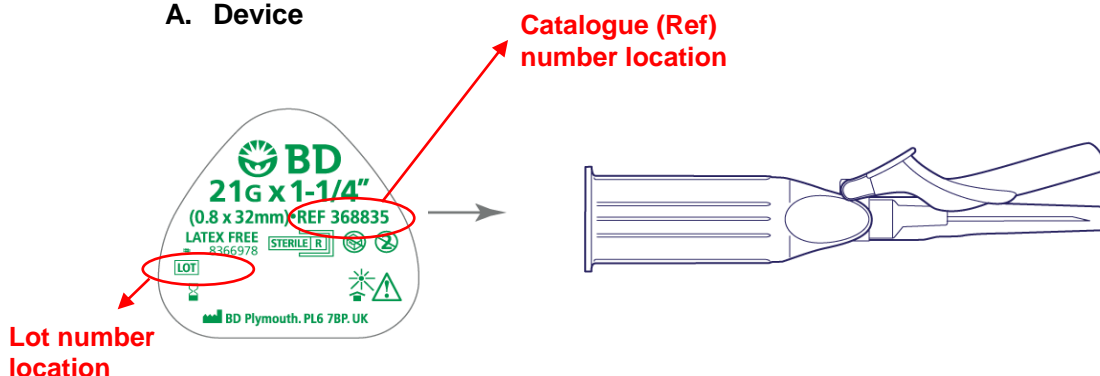 A. Device
Catalogue (Ref)
number location
BD
21G x 1-1/4"
(0.8 x 32mm)•REF 368835
LATEX FREE
8366978
STERILE R
2
LOT
BD Plymouth. PL6 7BP. UK
Lot number
location